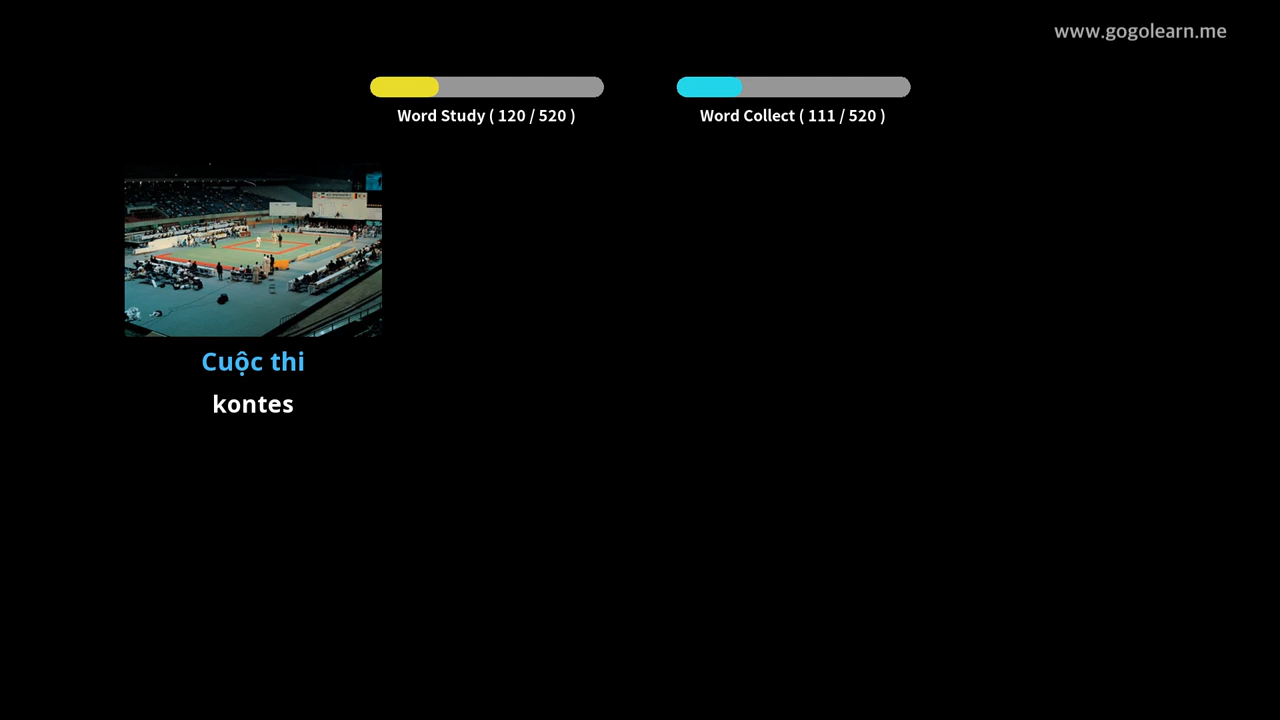 www.gogolearn.me
Word Study ( 120 / 520 )
Word Collect ( 111 / 520 )
Cuộc thi
kontes